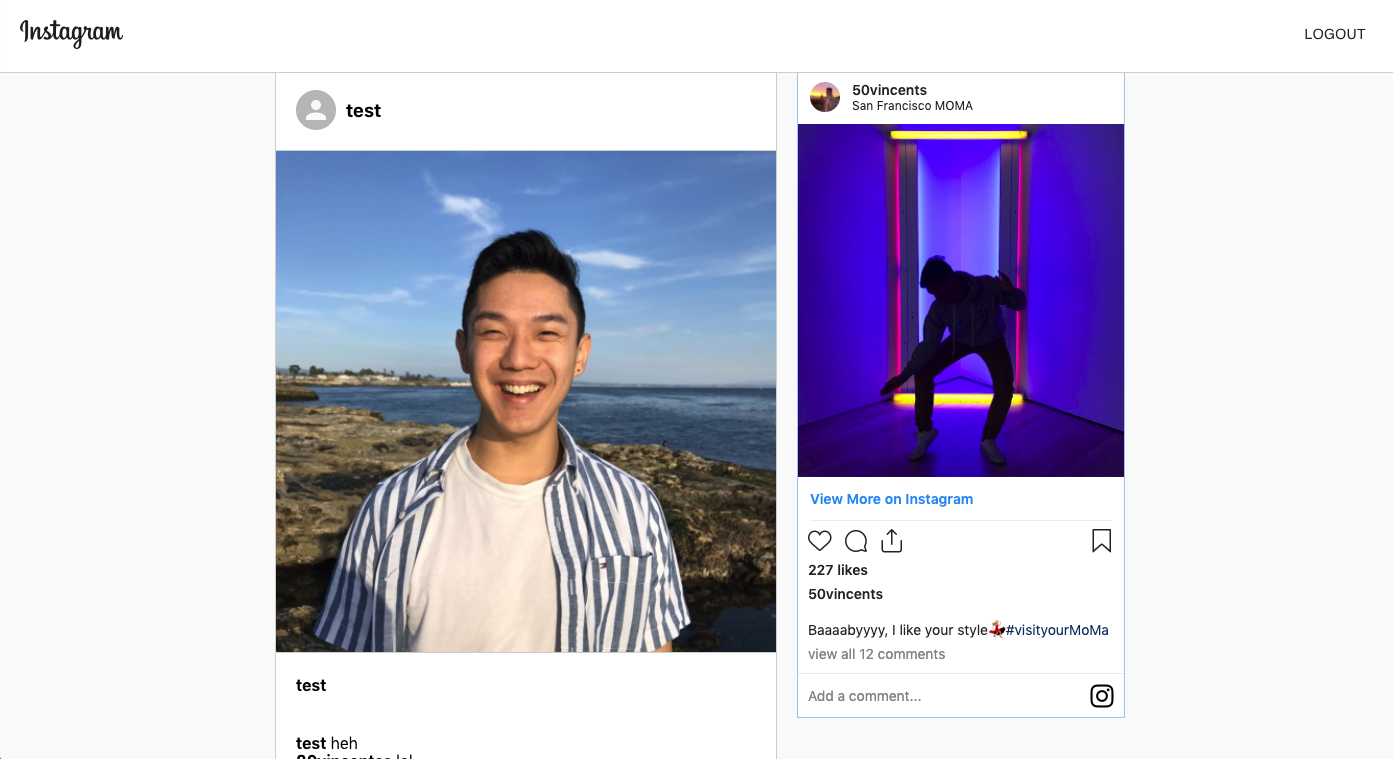 Instagram
LOGOUT
test
test
test heh
50vincents
San Francisco MOMA
View More on Instagram
227 likes
50vincents
Baaaabyyyy, I like your style💃#visityourMoMa
view all 12 comments
Add a comment...